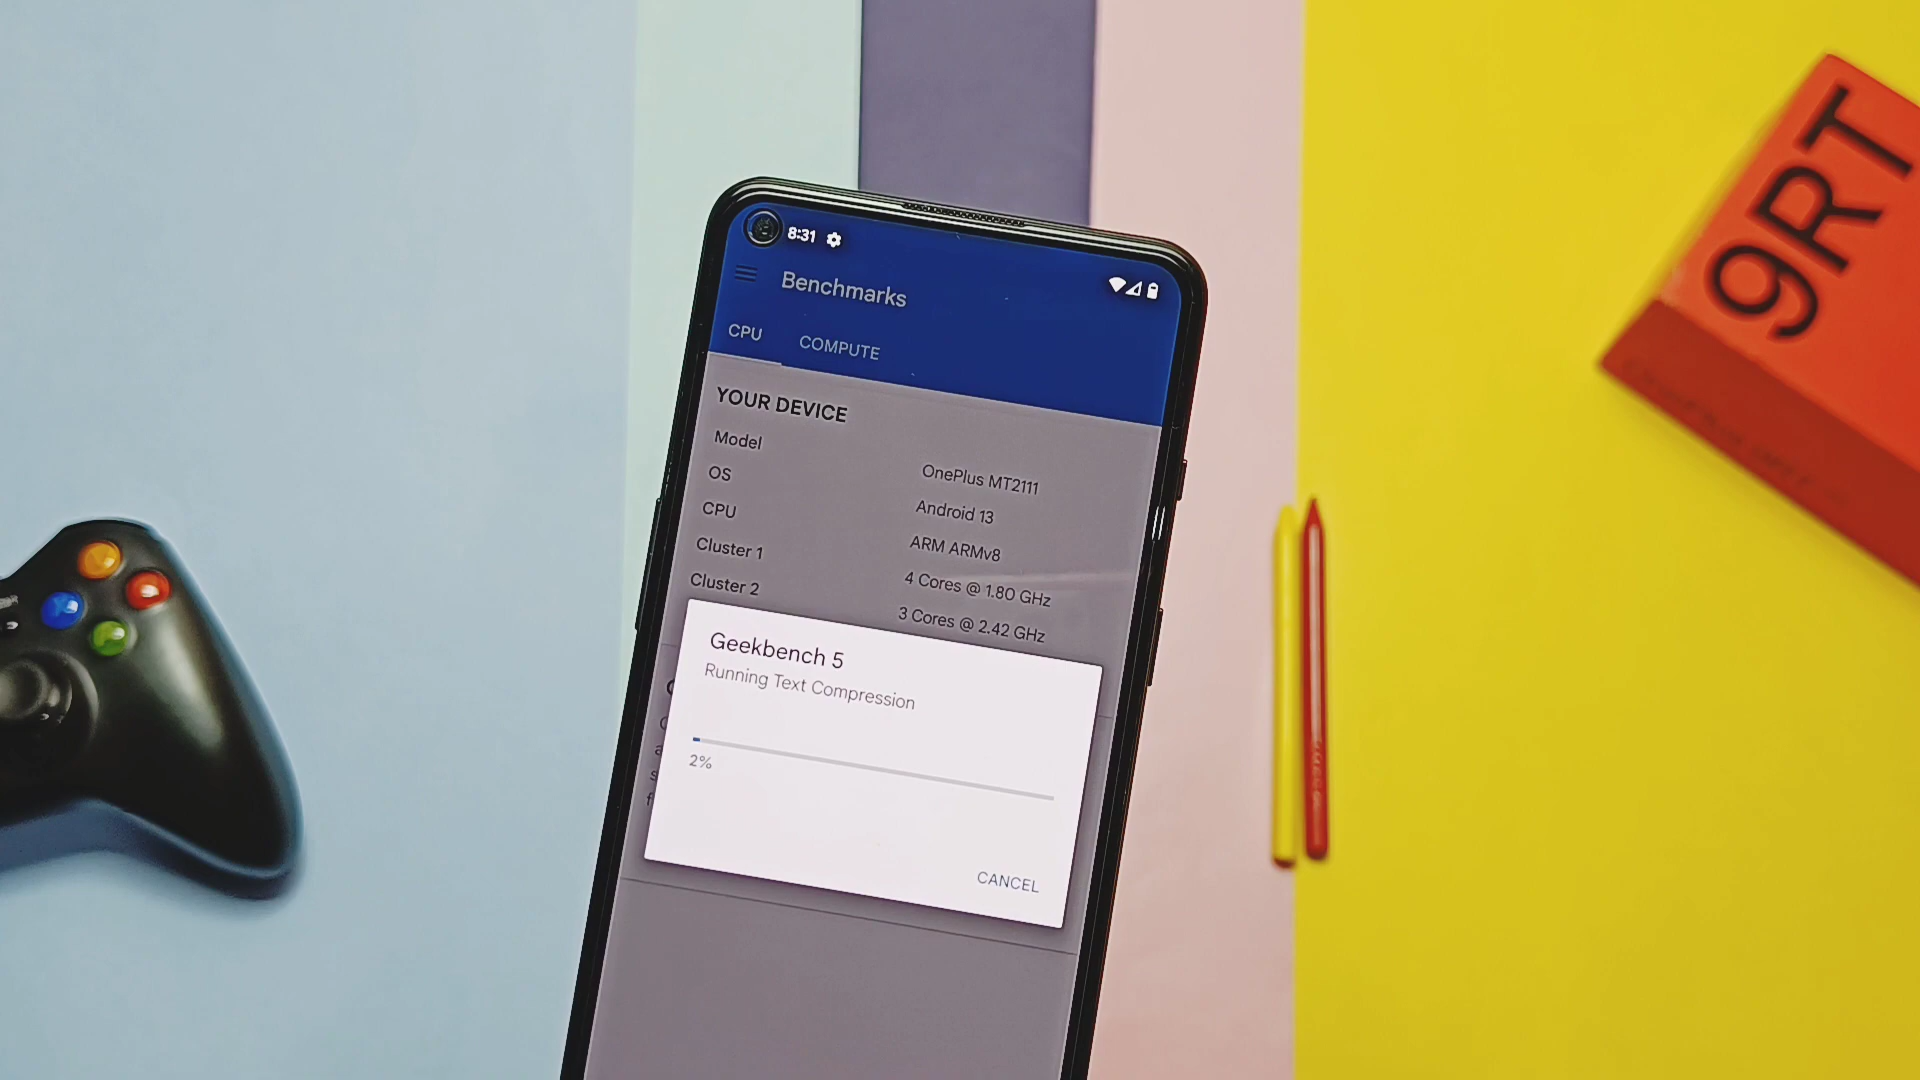 8:31
Benchmarks
CPU COMPUTE
YOUR DEVICE
Model OnePlus MT2111
OS Android 13
CPU ARM ARMv8
Cluster 1 4 Cores @ 1.80 GHz
Cluster 2 3 Cores @ 2.42 GHz
Geekbench 5
Running Text Compression
2%
CANCEL
9RT